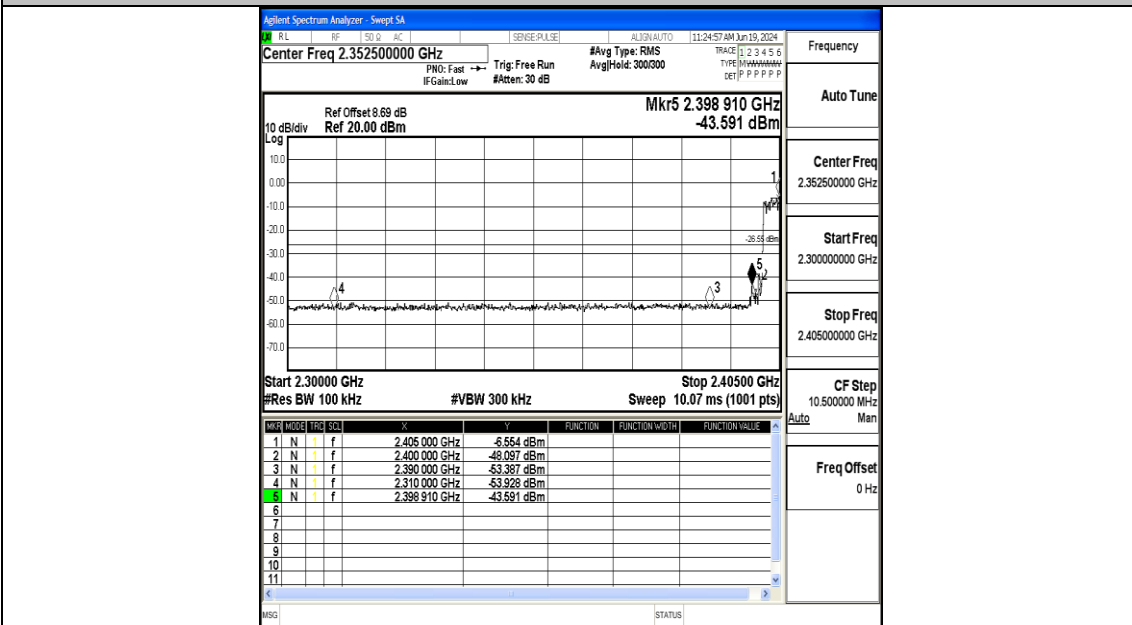 Agilent Spectrum Analyzer - Swept SA
RL RF 50 Ω AC SENSE:PULSE ALIGN AUTO 11:24:57 AM Jun 19, 2024
Center Freq 2.352500000 GHz
PNO: Fast
IFGain:Low
Trig: Free Run
#Atten: 30 dB
#Avg Type: RMS
Avg|Hold: 300/300
TRACE 1 2 3 4 5 6
TYPE
DET P P P P P P
Ref Offset 8.69 dB
Ref 20.00 dBm
10 dB/div
Log
Mkr5 2.398 910 GHz
-43.591 dBm
10.0
0.00
-10.0
-20.0
-30.0
-40.0
-50.0
-60.0
-70.0
1
-26.55 dBm
5
2
3
4
Start 2.30000 GHz Stop 2.40500 GHz
#Res BW 100 kHz #VBW 300 kHz Sweep 10.07 ms (1001 pts)
MKR MODE TRC SCL X Y FUNCTION FUNCTION WIDTH FUNCTION VALUE
1 N 1 f 2.405 000 GHz -6.554 dBm
2 N 1 f 2.400 000 GHz -48.097 dBm
3 N 1 f 2.390 000 GHz -53.387 dBm
4 N 1 f 2.310 000 GHz -53.928 dBm
5 N 1 f 2.398 910 GHz -43.591 dBm
6
7
8
9
10
11
MSG STATUS
Frequency
Auto Tune
Center Freq
2.352500000 GHz
Start Freq
2.300000000 GHz
Stop Freq
2.405000000 GHz
CF Step
10.500000 MHz
Auto Man
Freq Offset
0 Hz